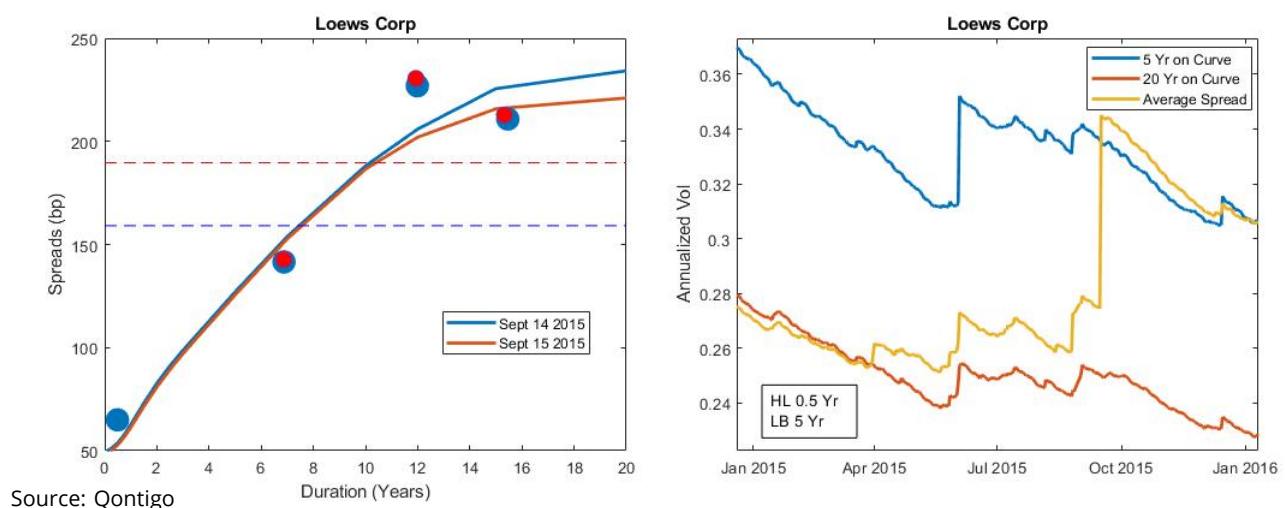 Loews Corp
250
200
150
100
50
Spreads (bp)
0 2 4 6 8 10 12 14 16 18 20
Duration (Years)
Sept 14 2015
Sept 15 2015
Loews Corp
0.36
0.34
0.32
0.3
0.28
0.26
0.24
Annualized Vol
Jan 2015 Apr 2015 Jul 2015 Oct 2015 Jan 2016
5 Yr on Curve
20 Yr on Curve
Average Spread
HL 0.5 Yr
LB 5 Yr
Source: Qontigo